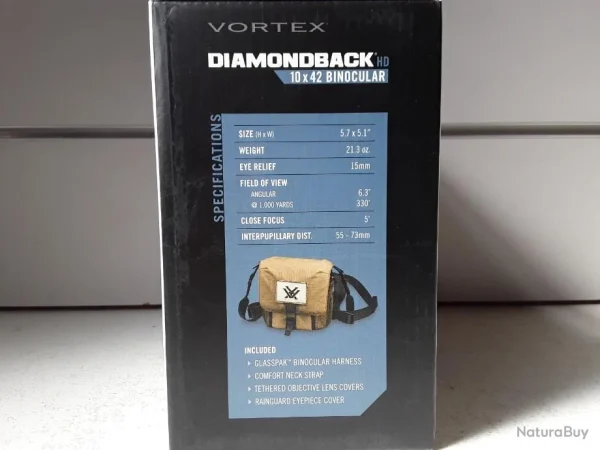 VORTEX®
DIAMONDBACK® HD
10 x 42 BINOCULAR
SPECIFICATIONS
SIZE (H x W) 5.7 x 5.1"
WEIGHT 21.3 oz.
EYE RELIEF 15mm
FIELD OF VIEW
ANGULAR 6.3°
@ 1,000 YARDS 330'
CLOSE FOCUS 5'
INTERPUPILLARY DIST. 55 - 73mm
INCLUDED
▸ GLASSPAK™ BINOCULAR HARNESS
▸ COMFORT NECK STRAP
▸ TETHERED OBJECTIVE LENS COVERS
▸ RAINGUARD EYEPIECE COVER
NaturaBuy